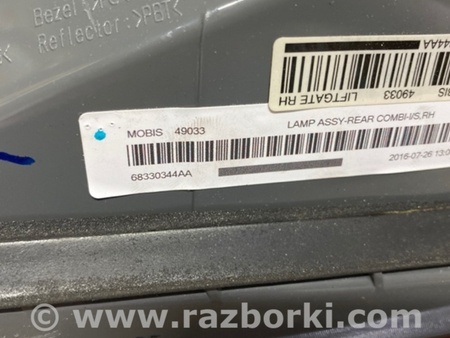 Reflector:>PBT<
444AA
49033
LIFTGATE RH
MOBIS 49033
LAMP ASSY-REAR COMBI-I/S,RH
68330344AA
2016-07-26
www.razborki.com